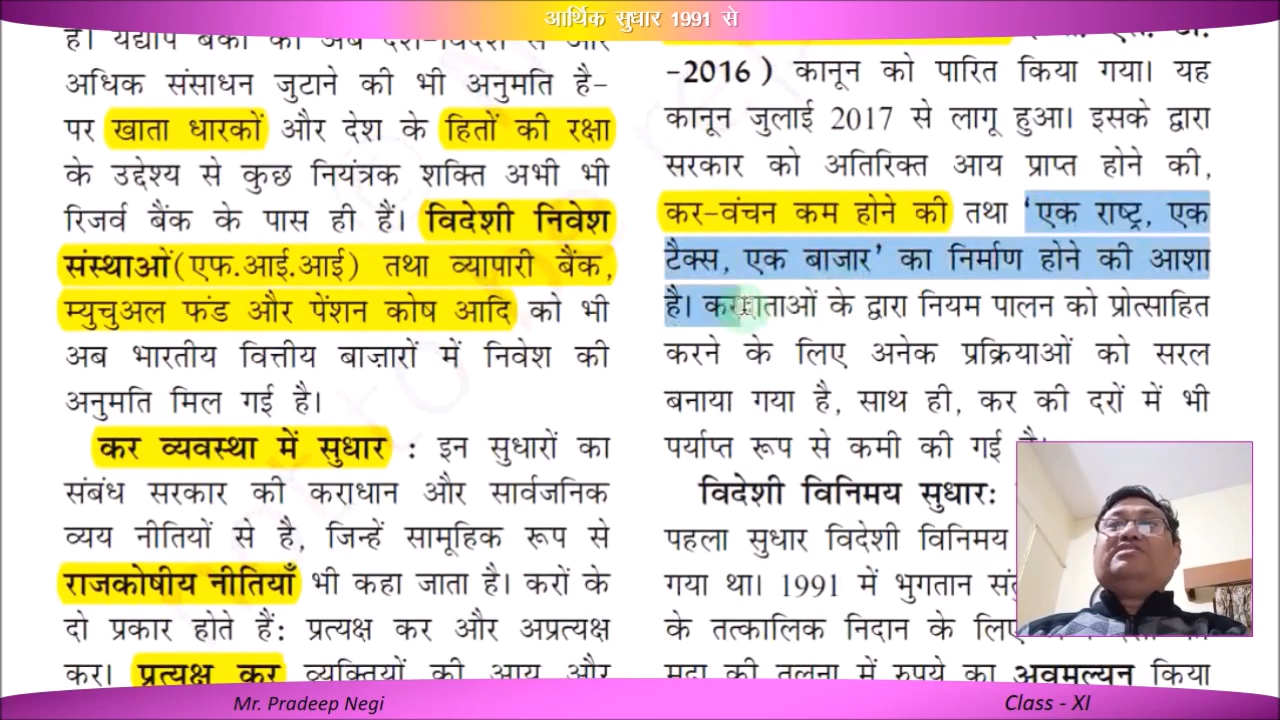 आर्थिक सुधार 1991 से
है। यद्यपि बैंकों को अब देश-विदेश से और
अधिक संसाधन जुटाने की भी अनुमति है-
पर खाता धारकों और देश के हितों की रक्षा
के उद्देश्य से कुछ नियंत्रक शक्ति अभी भी
रिजर्व बैंक के पास ही हैं। विदेशी निवेश
संस्थाओं(एफ.आई.आई) तथा व्यापारी बैंक,
म्युचुअल फंड और पेंशन कोष आदि को भी
अब भारतीय वित्तीय बाज़ारों में निवेश की
अनुमति मिल गई है।
कर व्यवस्था में सुधार : इन सुधारों का
संबंध सरकार की कराधान और सार्वजनिक
व्यय नीतियों से है, जिन्हें सामूहिक रूप से
राजकोषीय नीतियाँ भी कहा जाता है। करों के
दो प्रकार होते हैं: प्रत्यक्ष कर और अप्रत्यक्ष
कर। प्रत्यक्ष कर व्यक्तियों की आय और
-2016 ) कानून को पारित किया गया। यह
कानून जुलाई 2017 से लागू हुआ। इसके द्वारा
सरकार को अतिरिक्त आय प्राप्त होने की,
कर-वंचन कम होने की तथा ‘एक राष्ट्र, एक
टैक्स, एक बाजार’ का निर्माण होने की आशा
है। करदाताओं के द्वारा नियम पालन को प्रोत्साहित
करने के लिए अनेक प्रक्रियाओं को सरल
बनाया गया है, साथ ही, कर की दरों में भी
पर्याप्त रूप से कमी की गई है।
विदेशी विनिमय सुधारः
पहला सुधार विदेशी विनिमय
गया था। 1991 में भुगतान
के तत्कालिक निदान के लिए
मुद्रा की तुलना में रुपये का अवमूल्यन किया
Mr. Pradeep Negi
Class - XI